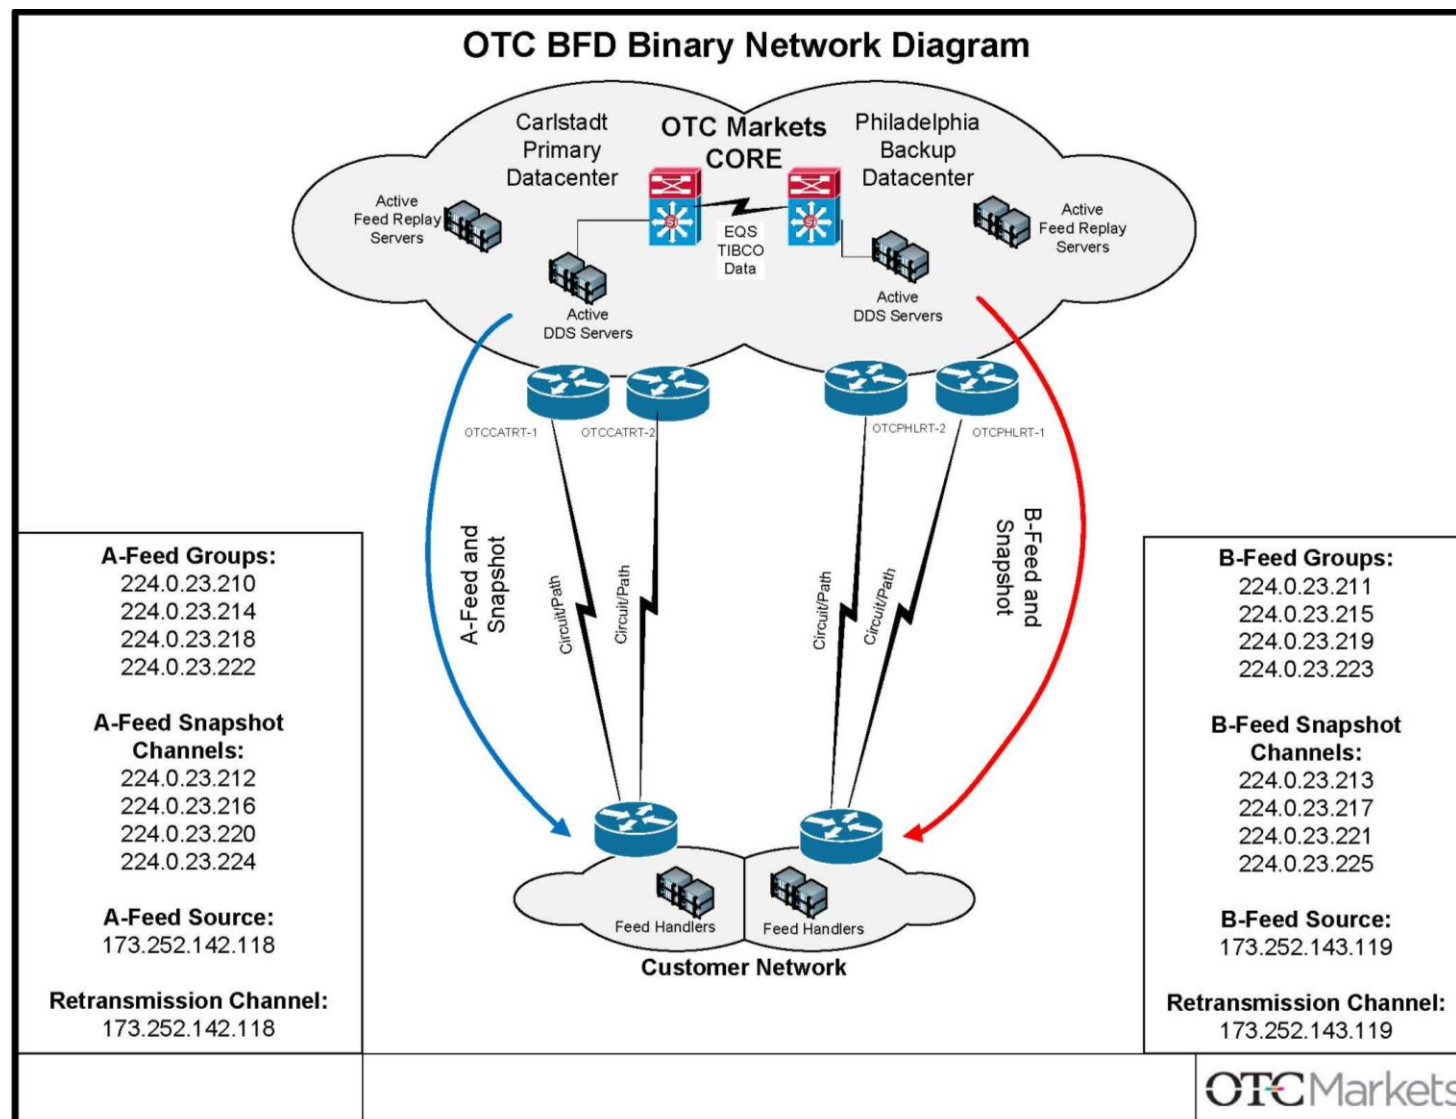 OTC BFD Binary Network Diagram
Carlstadt
Primary
Datacenter
OTC Markets
CORE
Philadelphia
Backup
Datacenter
Active
Feed Replay
Servers
EQS
TIBCO
Data
Active
Feed Replay
Servers
Active
DDS Servers
Active
DDS Servers
OTCCATRT-1
OTCCATRT-2
OTCPHLRT-2
OTCPHLRT-1
A-Feed and
Snapshot
Circuit/Path
Circuit/Path
Circuit/Path
Circuit/Path
B-Feed and
Snapshot
A-Feed Groups:
224.0.23.210
224.0.23.214
224.0.23.218
224.0.23.222
A-Feed Snapshot
Channels:
224.0.23.212
224.0.23.216
224.0.23.220
224.0.23.224
A-Feed Source:
173.252.142.118
Retransmission Channel:
173.252.142.118
B-Feed Groups:
224.0.23.211
224.0.23.215
224.0.23.219
224.0.23.223
B-Feed Snapshot
Channels:
224.0.23.213
224.0.23.217
224.0.23.221
224.0.23.225
B-Feed Source:
173.252.143.119
Retransmission Channel:
173.252.143.119
Feed Handlers
Feed Handlers
Customer Network
OTC Markets